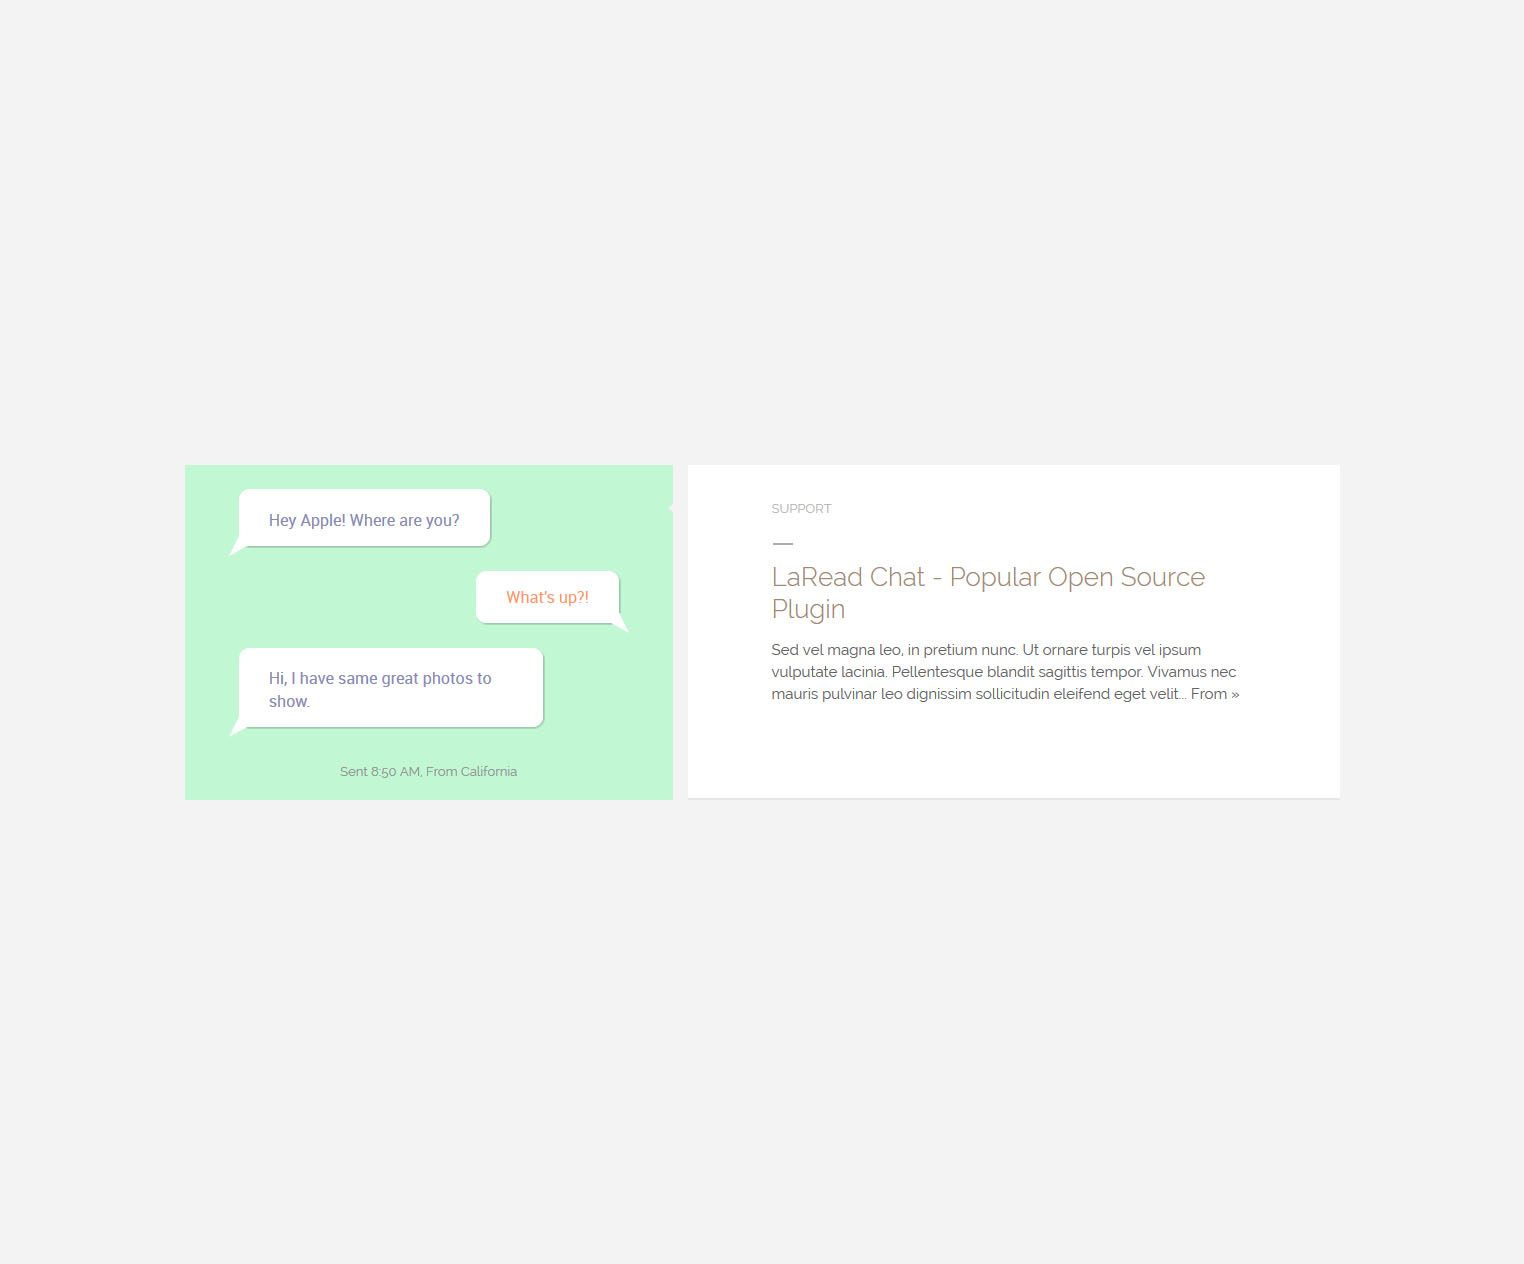 Hey Apple! Where are you?
What's up?!
Hi, I have same great photos to
show.
Sent 8:50 AM, From California
SUPPORT
LaRead Chat - Popular Open Source
Plugin
Sed vel magna leo, in pretium nunc. Ut ornare turpis vel ipsum
vulputate lacinia. Pellentesque blandit sagittis tempor. Vivamus nec
mauris pulvinar leo dignissim sollicitudin eleifend eget velit... From »